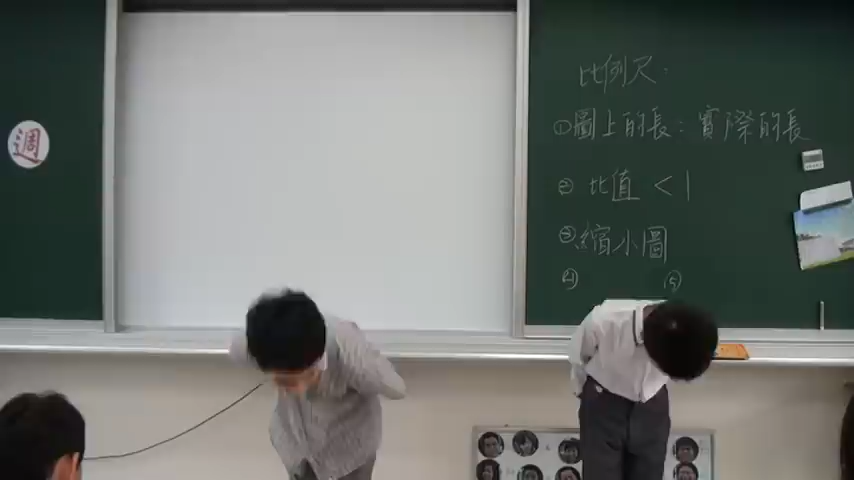 週
比例尺:
①圖上的長:實際的長
② 比值 < 1
③縮小圖
④ ⑤